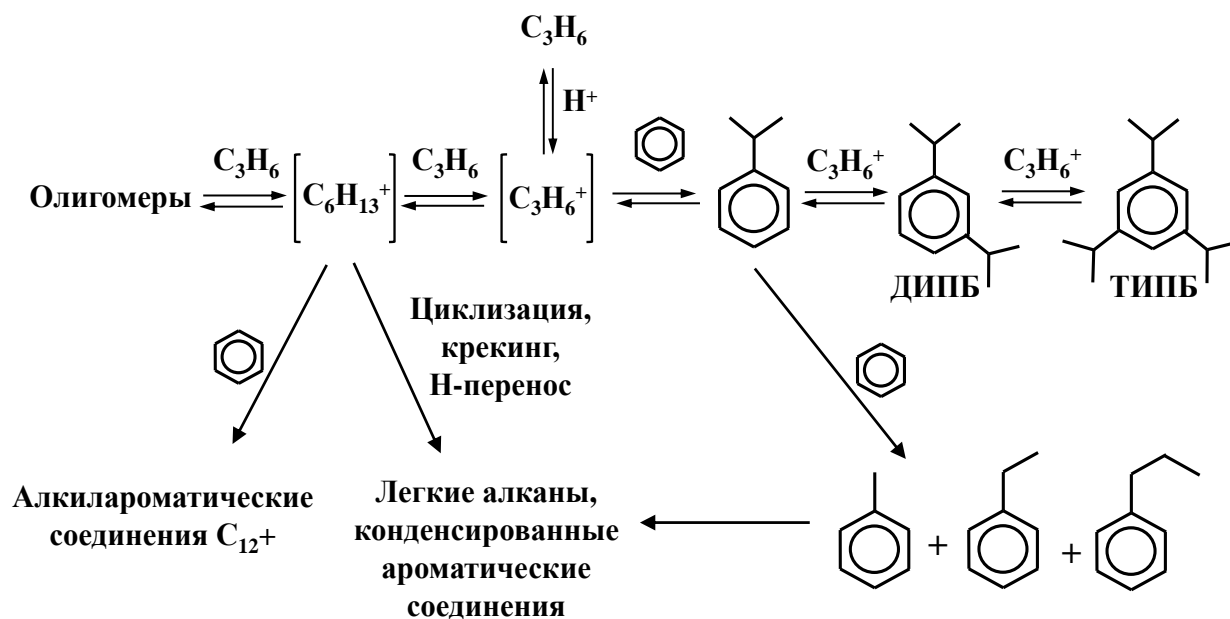 C₃H₆
H⁺
C₃H₆
C₃H₆
C₃H₆⁺
C₃H₆⁺
Олигомеры
[C₆H₁₃⁺]
[C₃H₆⁺]
ДИПБ
ТИПБ
Циклизация,
крекинг,
Н-перенос
Алкилароматические
соединения С₁₂+
Легкие алканы,
конденсированные
ароматические
соединения
+
+